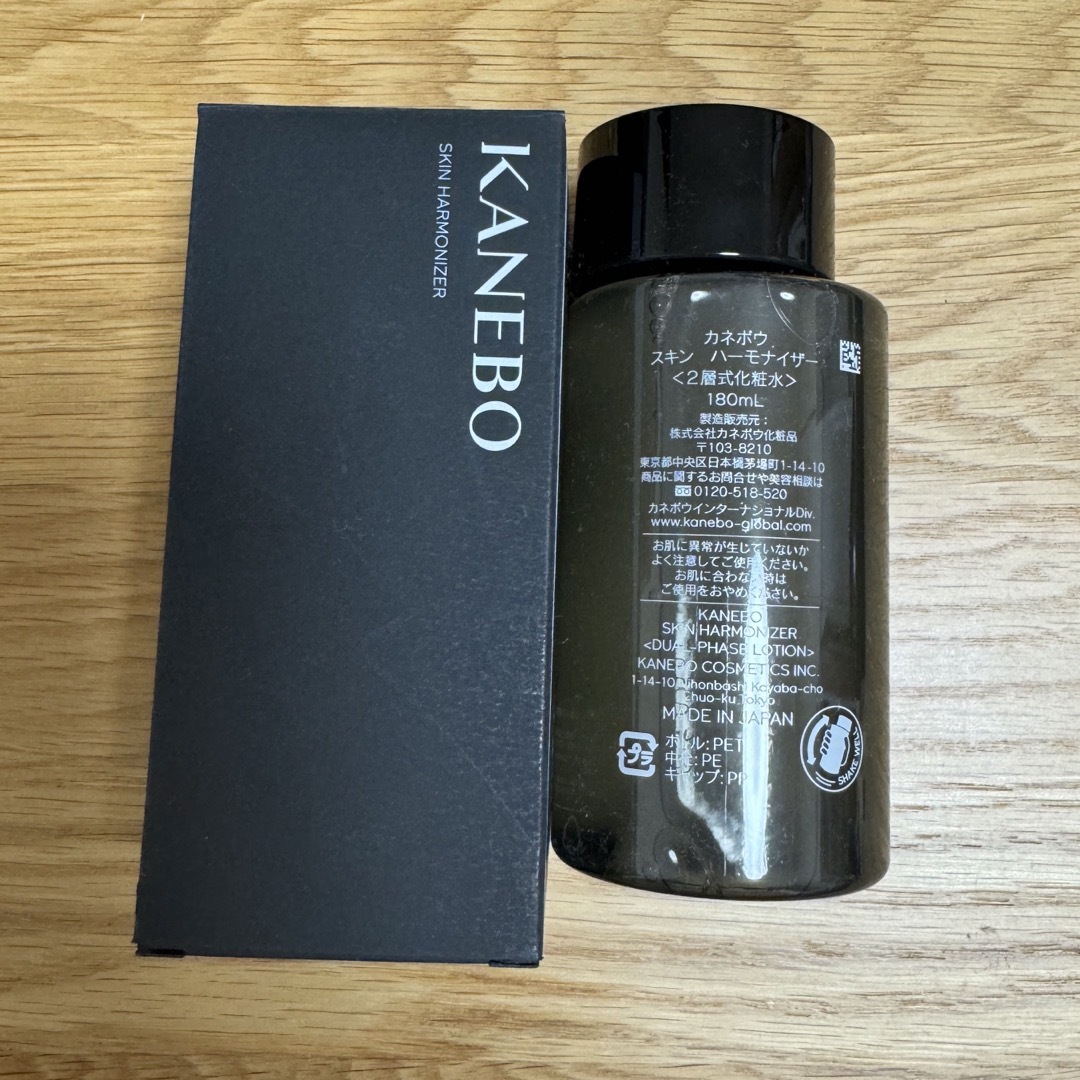 KANEBO
SKIN HARMONIZER
カネボウ
スキン ハーモナイザー
<2層式化粧水>
180mL
製造販売元:
株式会社カネボウ化粧品
〒103-8210
東京都中央区日本橋茅場町1-14-10
商品に関するお問合せや美容相談は
0120-518-520
カネボウインターナショナルDiv.
www.kanebo-global.com
お肌に異常が生じていないか
よく注意してご使用ください。
お肌に合わない時は
ご使用をおやめください。
KANEBO
SKIN HARMONIZER
<DUAL-PHASE LOTION>
KANEBO COSMETICS INC.
1-14-10 Nihonbashi Kayaba-cho
Chuo-ku Tokyo
MADE IN JAPAN
プラ
ボトル:PET
中栓:PE
キャップ:PP
SHAKE WELL